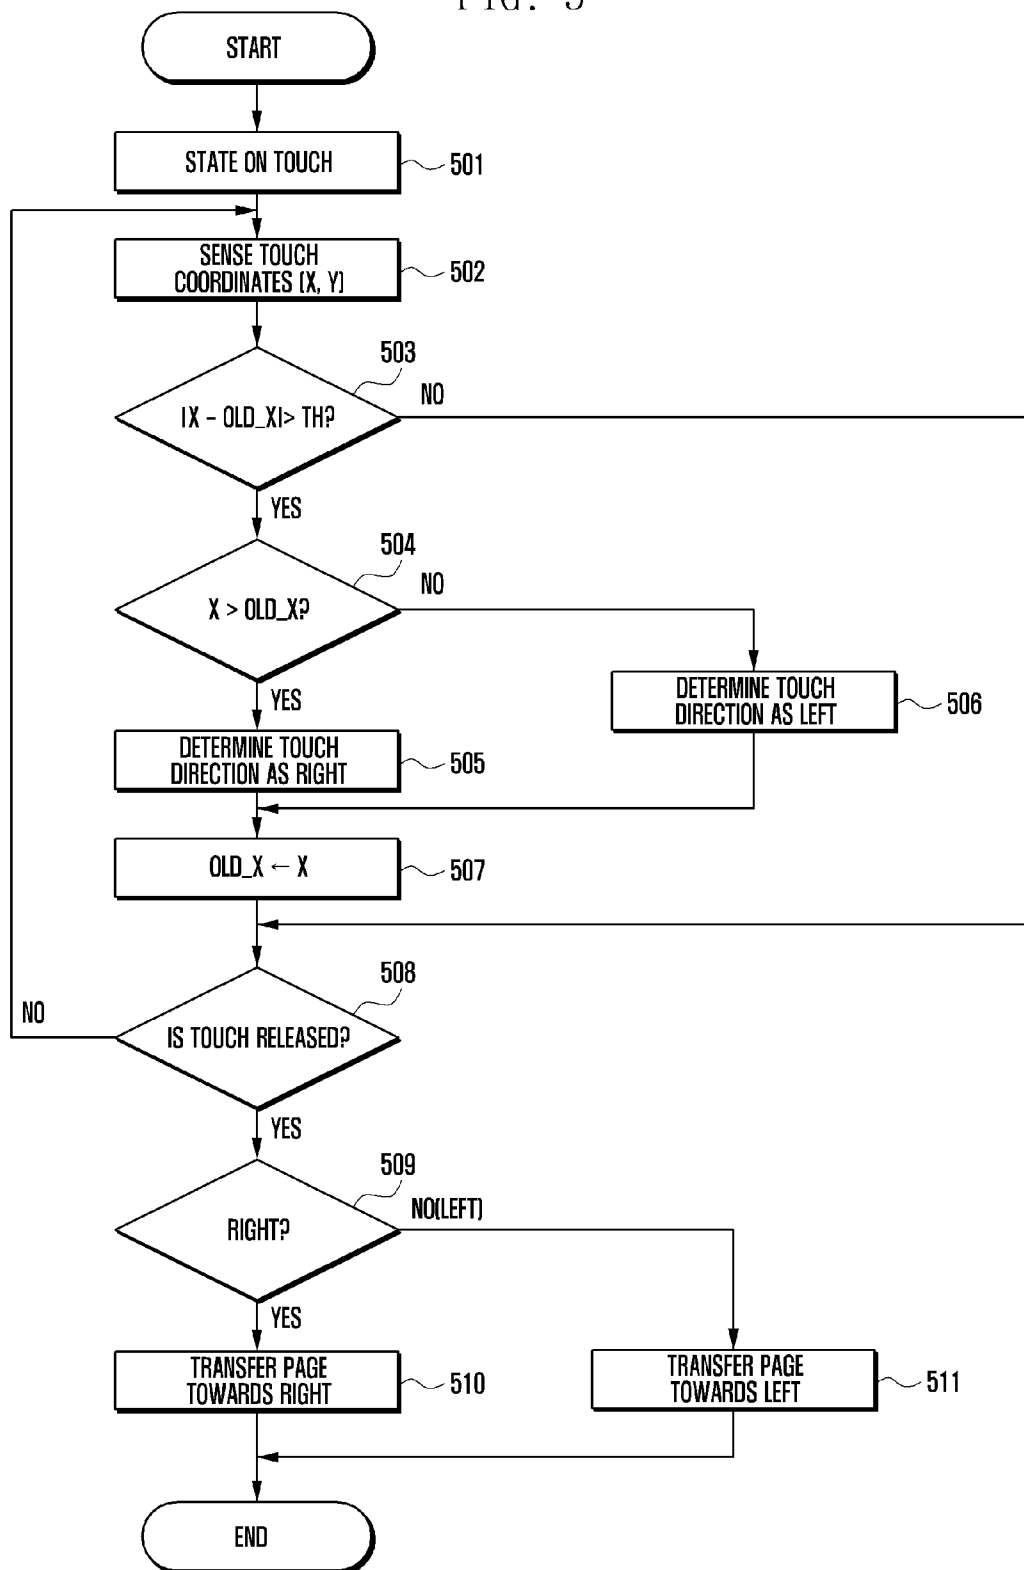 FIG. 5
START
STATE ON TOUCH
501
SENSE TOUCH
COORDINATES (X, Y)
502
503
|X - OLD_X|> TH?
NO
YES
504
X > OLD_X?
NO
YES
DETERMINE TOUCH
DIRECTION AS LEFT
506
DETERMINE TOUCH
DIRECTION AS RIGHT
505
OLD_X ← X
507
508
IS TOUCH RELEASED?
NO
YES
509
RIGHT?
NO(LEFT)
YES
TRANSFER PAGE
TOWARDS RIGHT
510
TRANSFER PAGE
TOWARDS LEFT
511
END